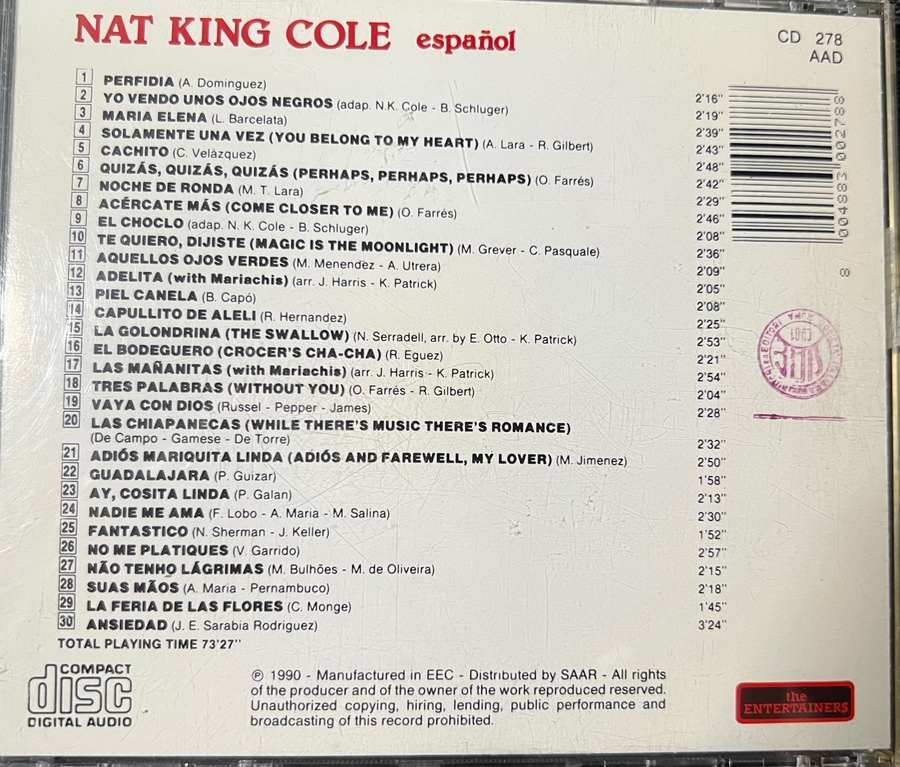 NAT KING COLE español
CD 278
AAD
1 PERFIDIA (A. Dominguez) 2'16"
2 YO VENDO UNOS OJOS NEGROS (adap. N.K. Cole - B. Schluger) 2'19"
3 MARIA ELENA (L. Barcelata) 2'39"
4 SOLAMENTE UNA VEZ (YOU BELONG TO MY HEART) (A. Lara - R. Gilbert) 2'43"
5 CACHITO (C. Velázquez) 2'48"
6 QUIZÁS, QUIZÁS, QUIZÁS (PERHAPS, PERHAPS, PERHAPS) (O. Farrés) 2'42"
7 NOCHE DE RONDA (M. T. Lara) 2'29"
8 ACÉRCATE MÁS (COME CLOSER TO ME) (O. Farrés) 2'46"
9 EL CHOCLO (adap. N. K. Cole - B. Schluger) 2'08"
10 TE QUIERO, DIJISTE (MAGIC IS THE MOONLIGHT) (M. Grever - C. Pasquale) 2'36"
11 AQUELLOS OJOS VERDES (M. Menendez - A. Utrera) 2'09"
12 ADELITA (with Mariachis) (arr. J. Harris - K. Patrick) 2'05"
13 PIEL CANELA (B. Capó) 2'08"
14 CAPULLITO DE ALELI (R. Hernandez) 2'25"
15 LA GOLONDRINA (THE SWALLOW) (N. Serradell, arr. by E. Otto - K. Patrick) 2'53"
16 EL BODEGUERO (CROCER'S CHA-CHA) (R. Eguez) 2'21"
17 LAS MAÑANITAS (with Mariachis) (arr. J. Harris - K. Patrick) 2'54"
18 TRES PALABRAS (WITHOUT YOU) (O. Farrés - R. Gilbert) 2'04"
19 VAYA CON DIOS (Russel - Pepper - James) 2'28"
20 LAS CHIAPANECAS (WHILE THERE'S MUSIC THERE'S ROMANCE)
(De Campo - Gamese - De Torre) 2'32"
21 ADIÓS MARIQUITA LINDA (ADIÓS AND FAREWELL, MY LOVER) (M. Jimenez) 2'50"
22 GUADALAJARA (P. Guizar) 1'58"
23 AY, COSITA LINDA (P. Galan) 2'13"
24 NADIE ME AMA (F. Lobo - A. Maria - M. Salina) 2'30"
25 FANTASTICO (N. Sherman - J. Keller) 1'52"
26 NO ME PLATIQUES (V. Garrido) 2'57"
27 NÃO TENHO LÁGRIMAS (M. Bulhões - M. de Oliveira) 2'15"
28 SUAS MÃOS (A. Maria - Pernambuco) 2'18"
29 LA FERIA DE LAS FLORES (C. Monge) 1'45"
30 ANSIEDAD (J. E. Sarabia Rodriguez) 3'24"
TOTAL PLAYING TIME 73'27"
004883 002788
8
COMPACT
disc
DIGITAL AUDIO
℗ 1990 - Manufactured in EEC - Distributed by SAAR - All rights
of the producer and of the owner of the work reproduced reserved.
Unauthorized copying, hiring, lending, public performance and
broadcasting of this record prohibited.
the
ENTERTAINERS